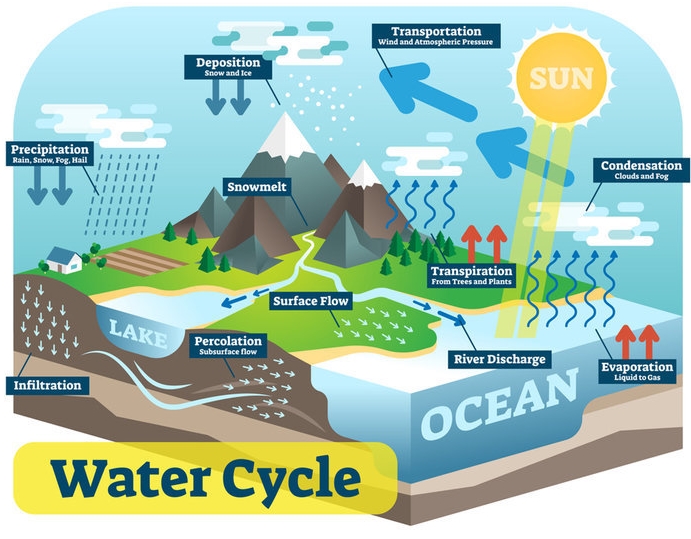 Transportation
Wind and Atmospheric Pressure
Deposition
Snow and Ice
SUN
Precipitation
Rain, Snow, Fog, Hail
Condensation
Clouds and Fog
Snowmelt
Transpiration
From Trees and Plants
Surface Flow
LAKE
Percolation
Subsurface flow
River Discharge
Evaporation
Liquid to Gas
Infiltration
OCEAN
Water Cycle